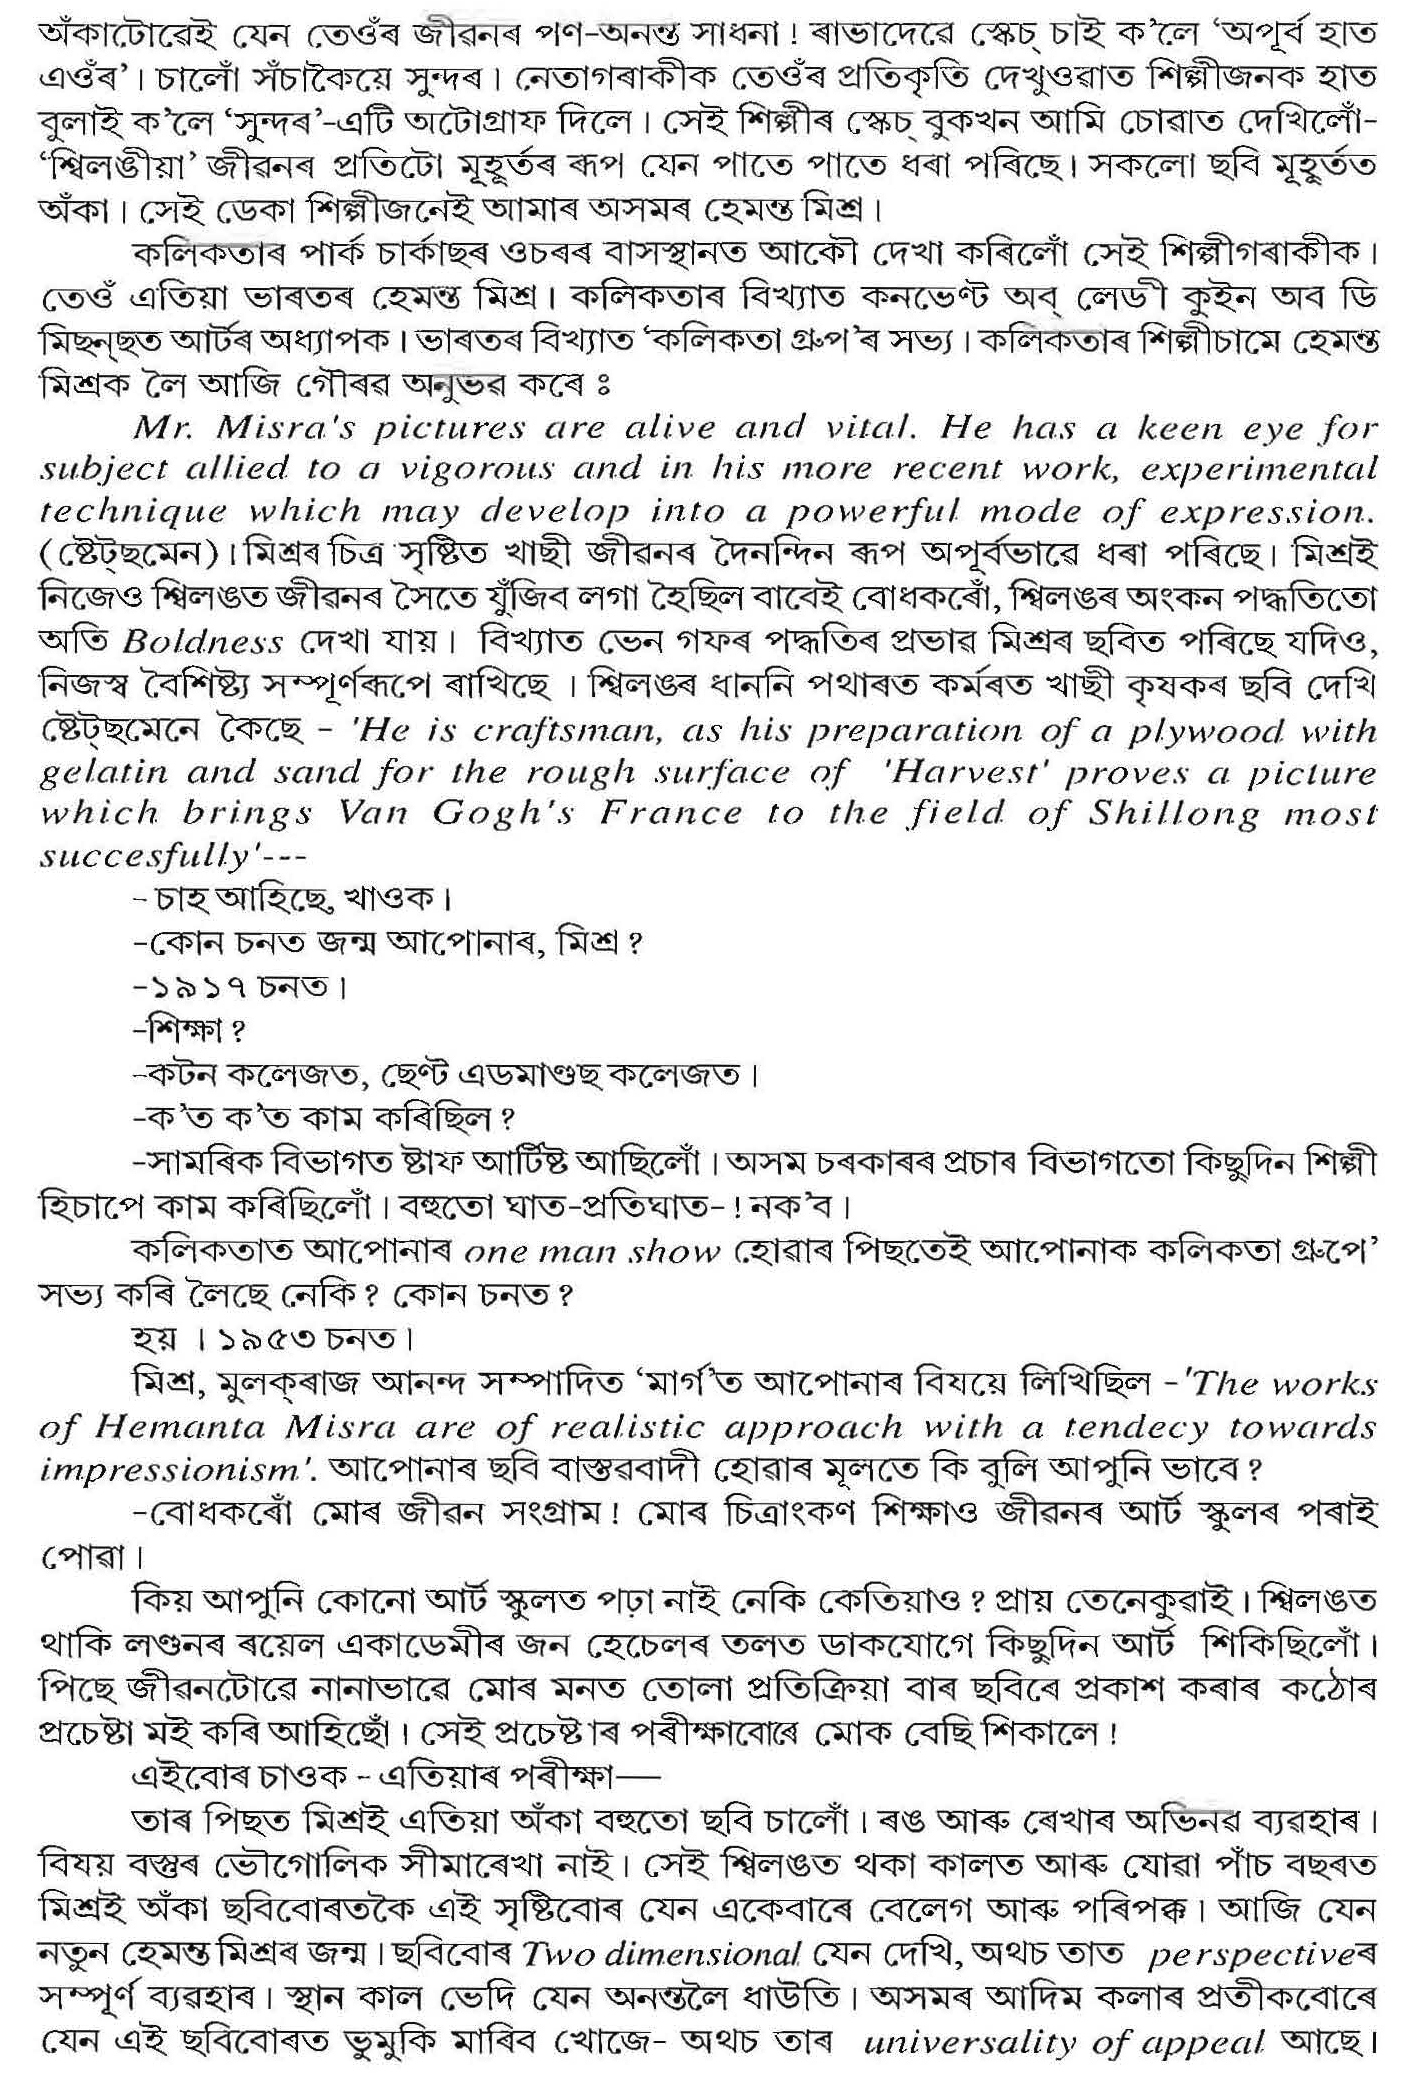 অঁকাটোৱেই যেন তেওঁৰ জীৱনৰ পণ-অনন্ত সাধনা ! ৰাভাদেৱে স্কেচ্ চাই ক’লে ‘অপূৰ্ব হাত
এওঁৰ’। চালোঁ সঁচাকৈয়ে সুন্দৰ। নেতাগৰাকীক তেওঁৰ প্ৰতিকৃতি দেখুওৱাত শিল্পীজনক হাত
বুলাই ক’লে ‘সুন্দৰ’-এটি অটোগ্ৰাফ দিলে। সেই শিল্পীৰ স্কেচ্ বুকখন আমি চোৱাত দেখিলোঁ-
‘শ্বিলঙীয়া’ জীৱনৰ প্ৰতিটো মূহূৰ্তৰ ৰূপ যেন পাতে পাতে ধৰা পৰিছে। সকলো ছবি মূহূৰ্তত
অঁকা। সেই ডেকা শিল্পীজনেই আমাৰ অসমৰ হেমন্ত মিশ্ৰ।
কলিকতাৰ পাৰ্ক চাৰ্কাছৰ ওচৰৰ বাসস্থানত আকৌ দেখা কৰিলোঁ সেই শিল্পীগৰাকীক।
তেওঁ এতিয়া ভাৰতৰ হেমন্ত মিশ্ৰ। কলিকতাৰ বিখ্যাত কনভেণ্ট অব্ লেডী কুইন অব ডি
মিছন্ছত আৰ্টৰ অধ্যাপক। ভাৰতৰ বিখ্যাত ‘কলিকতা গ্ৰুপ’ৰ সভ্য। কলিকতাৰ শিল্পীচামে হেমন্ত
মিশ্ৰক লৈ আজি গৌৰৱ অনুভৱ কৰে ঃ
Mr. Misra's pictures are alive and vital. He has a keen eye for
subject allied to a vigorous and in his more recent work, experimental
technique which may develop into a powerful mode of expression.
(ষ্টেট্ছমেন)। মিশ্ৰৰ চিত্ৰ সৃষ্টিত খাছী জীৱনৰ দৈনন্দিন ৰূপ অপূৰ্বভাৱে ধৰা পৰিছে। মিশ্ৰই
নিজেও শ্বিলঙত জীৱনৰ সৈতে যুঁজিব লগা হৈছিল বাবেই বোধকৰোঁ, শ্বিলঙৰ অংকন পদ্ধতিতো
অতি Boldness দেখা যায়। বিখ্যাত ভেন গফৰ পদ্ধতিৰ প্ৰভাৱ মিশ্ৰৰ ছবিত পৰিছে যদিও,
নিজস্ব বৈশিষ্ট্য সম্পূৰ্ণৰূপে ৰাখিছে । শ্বিলঙৰ ধাননি পথাৰত কৰ্মৰত খাছী কৃষকৰ ছবি দেখি
ষ্টেট্ছমেনে কৈছে - 'He is craftsman, as his preparation of a plywood with
gelatin and sand for the rough surface of 'Harvest' proves a picture
which brings Van Gogh's France to the field of Shillong most
succesfully'---
- চাহ আহিছে, খাওক।
-কোন চনত জন্ম আপোনাৰ, মিশ্ৰ ?
-১৯১৭ চনত।
-শিক্ষা ?
-কটন কলেজত, ছেণ্ট এডমাণ্ডছ কলেজত।
-ক’ত ক’ত কাম কৰিছিল ?
-সামৰিক বিভাগত ষ্টাফ আৰ্টিষ্ট আছিলোঁ। অসম চৰকাৰৰ প্ৰচাৰ বিভাগতো কিছুদিন শিল্পী
হিচাপে কাম কৰিছিলোঁ। বহুতো ঘাত-প্ৰতিঘাত- ! নক’ব।
কলিকতাত আপোনাৰ one man show হোৱাৰ পিছতেই আপোনাক কলিকতা গ্ৰুপে’
সভ্য কৰি লৈছে নেকি ? কোন চনত ?
হয় । ১৯৫৩ চনত।
মিশ্ৰ, মুলক্ৰাজ আনন্দ সম্পাদিত ‘মাৰ্গ’ত আপোনাৰ বিষয়ে লিখিছিল -'The works
of Hemanta Misra are of realistic approach with a tendecy towards
impressionism'. আপোনাৰ ছবি বাস্তৱবাদী হোৱাৰ মূলতে কি বুলি আপুনি ভাবে ?
-বোধকৰোঁ মোৰ জীৱন সংগ্ৰাম ! মোৰ চিত্ৰাংকণ শিক্ষাও জীৱনৰ আৰ্ট স্কুলৰ পৰাই
পোৱা।
কিয় আপুনি কোনো আৰ্ট স্কুলত পঢ়া নাই নেকি কেতিয়াও ? প্ৰায় তেনেকুৱাই। শ্বিলঙত
থাকি লণ্ডনৰ ৰয়েল একাডেমীৰ জন হেচেলৰ তলত ডাকযোগে কিছুদিন আৰ্ট শিকিছিলোঁ।
পিছে জীৱনটোৱে নানাভাৱে মোৰ মনত তোলা প্ৰতিক্ৰিয়া বাৰ ছবিৰে প্ৰকাশ কৰাৰ কঠোৰ
প্ৰচেষ্টা মই কৰি আহিছোঁ। সেই প্ৰচেষ্টাৰ পৰীক্ষাবোৰে মোক বেছি শিকালে !
এইবোৰ চাওক - এতিয়াৰ পৰীক্ষা—
তাৰ পিছত মিশ্ৰই এতিয়া অঁকা বহুতো ছবি চালোঁ। ৰঙ আৰু ৰেখাৰ অভিনৱ ব্যৱহাৰ।
বিষয় বস্তুৰ ভৌগোলিক সীমাৰেখা নাই। সেই শ্বিলঙত থকা কালত আৰু যোৱা পাঁচ বছৰত
মিশ্ৰই অঁকা ছবিবোৰতকৈ এই সৃষ্টিবোৰ যেন একেবাৰে বেলেগ আৰু পৰিপক্ক। আজি যেন
নতুন হেমন্ত মিশ্ৰৰ জন্ম। ছবিবোৰ Two dimensional যেন দেখি, অথচ তাত perspectiveৰ
সম্পূৰ্ণ ব্যৱহাৰ। স্থান কাল ভেদি যেন অনন্তলৈ ধাউতি। অসমৰ আদিম কলাৰ প্ৰতীকবোৰে
যেন এই ছবিবোৰত ভুমুকি মাৰিব খোজে- অথচ তাৰ universality of appeal আছে।